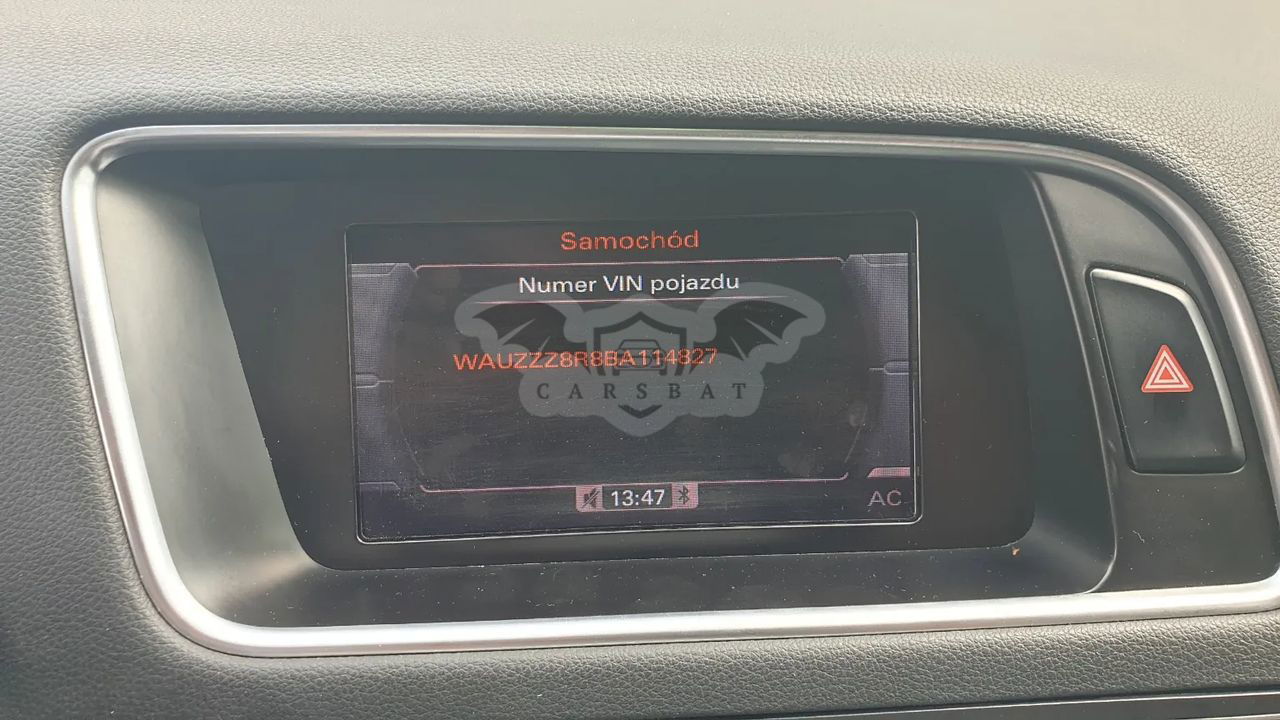 Samochód
Numer VIN pojazdu
WAUZZZ8R8BA114827
CARSBAT
13:47
AC